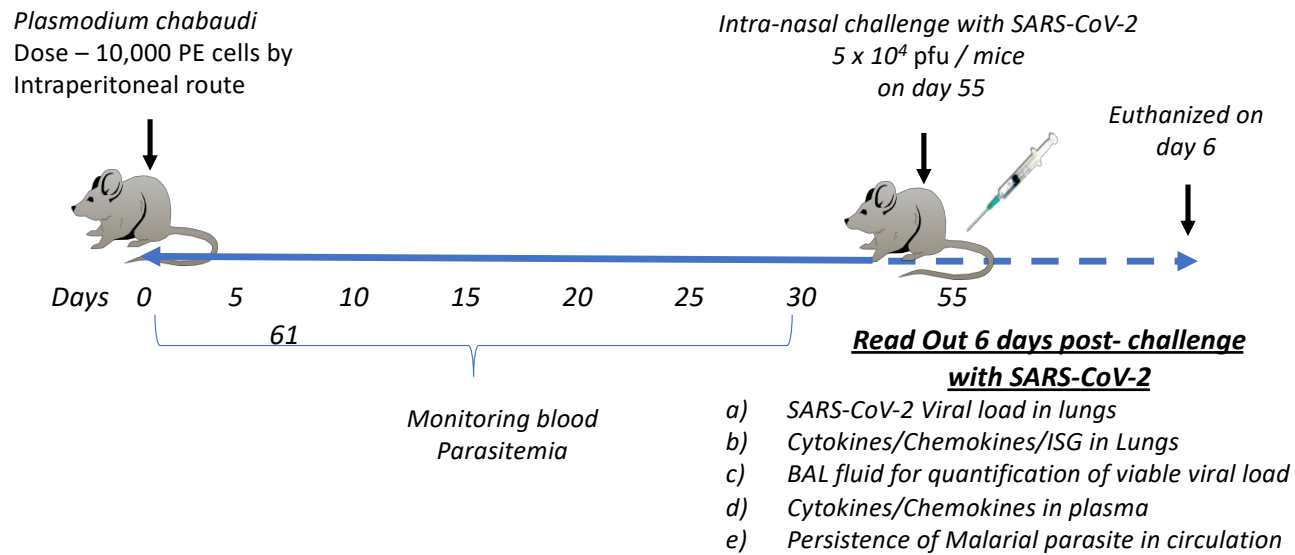 Plasmodium chabaudi
Dose – 10,000 PE cells by
Intraperitoneal route
Intra-nasal challenge with SARS-CoV-2
5 x 10⁴ pfu / mice
on day 55
Euthanized on
day 6
Days 0 5 10 15 20 25 30 55
61
Monitoring blood
Parasitemia
Read Out 6 days post- challenge
with SARS-CoV-2
a) SARS-CoV-2 Viral load in lungs
b) Cytokines/Chemokines/ISG in Lungs
c) BAL fluid for quantification of viable viral load
d) Cytokines/Chemokines in plasma
e) Persistence of Malarial parasite in circulation